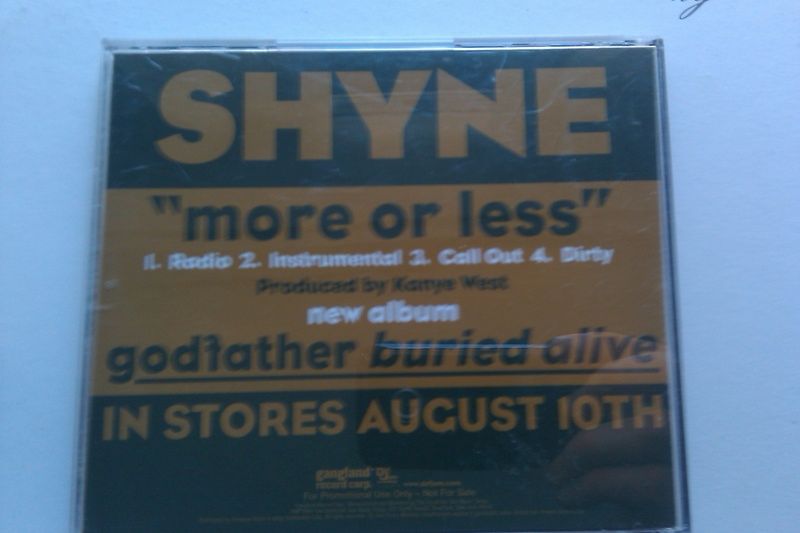 SHYNE
"more or less"
1. Radio 2. Instrumental 3. Call Out 4. Dirty
Produced by Kanye West
new album
godfather buried alive
IN STORES AUGUST 10TH
gangland
record corp.
For Promotional Use Only – Not For Sale